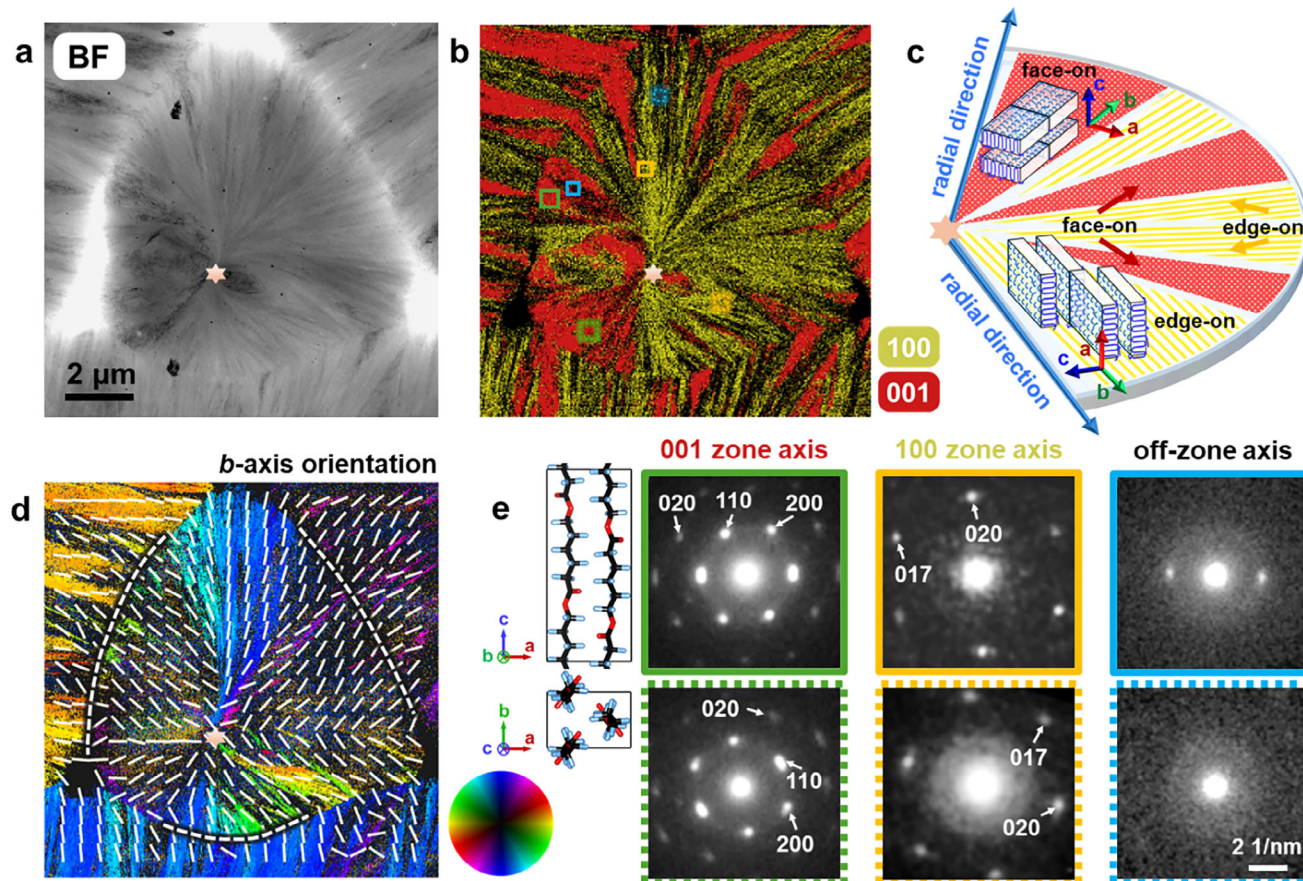 a
BF
2 µm
b
100
001
c
radial direction
face-on
c
b
a
face-on
edge-on
edge-on
a
c
b
radial direction
b-axis orientation
d
e
c
b
a
b
c
a
001 zone axis
100 zone axis
off-zone axis
020
110
200
020
017
020
110
200
017
020
2 1/nm